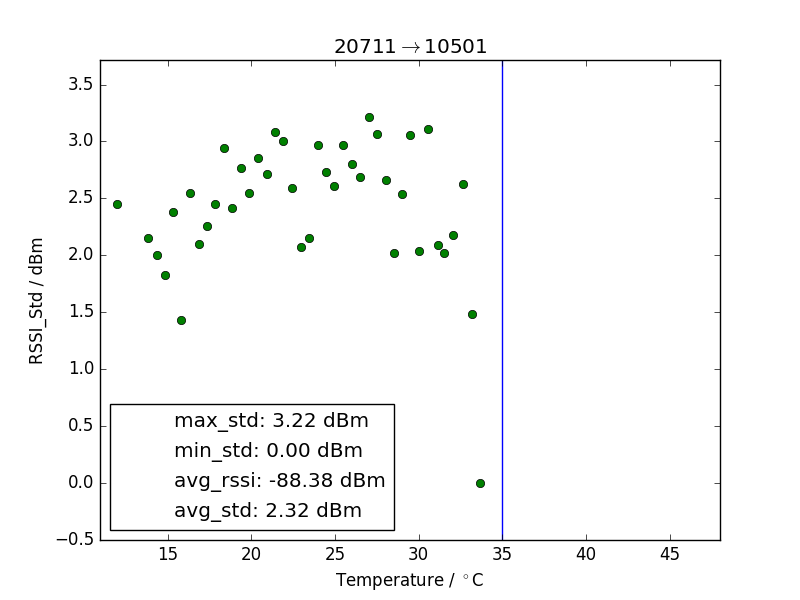 20711→10501
3.5
3.0
2.5
2.0
1.5
1.0
0.5
0.0
−0.5
RSSI_Std / dBm
max_std: 3.22 dBm
min_std: 0.00 dBm
avg_rssi: -88.38 dBm
avg_std: 2.32 dBm
15 20 25 30 35 40 45
Temperature / °C